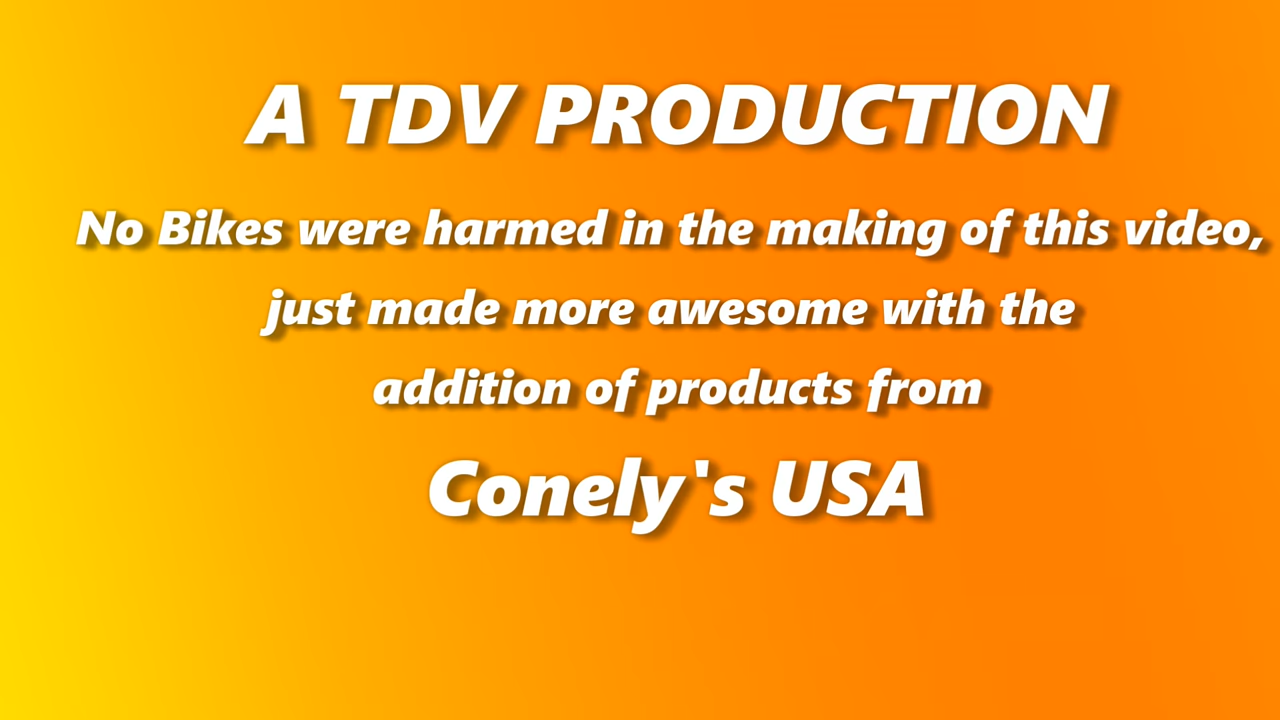 A TDV PRODUCTION
No Bikes were harmed in the making of this video,
just made more awesome with the
addition of products from
Conely's USA